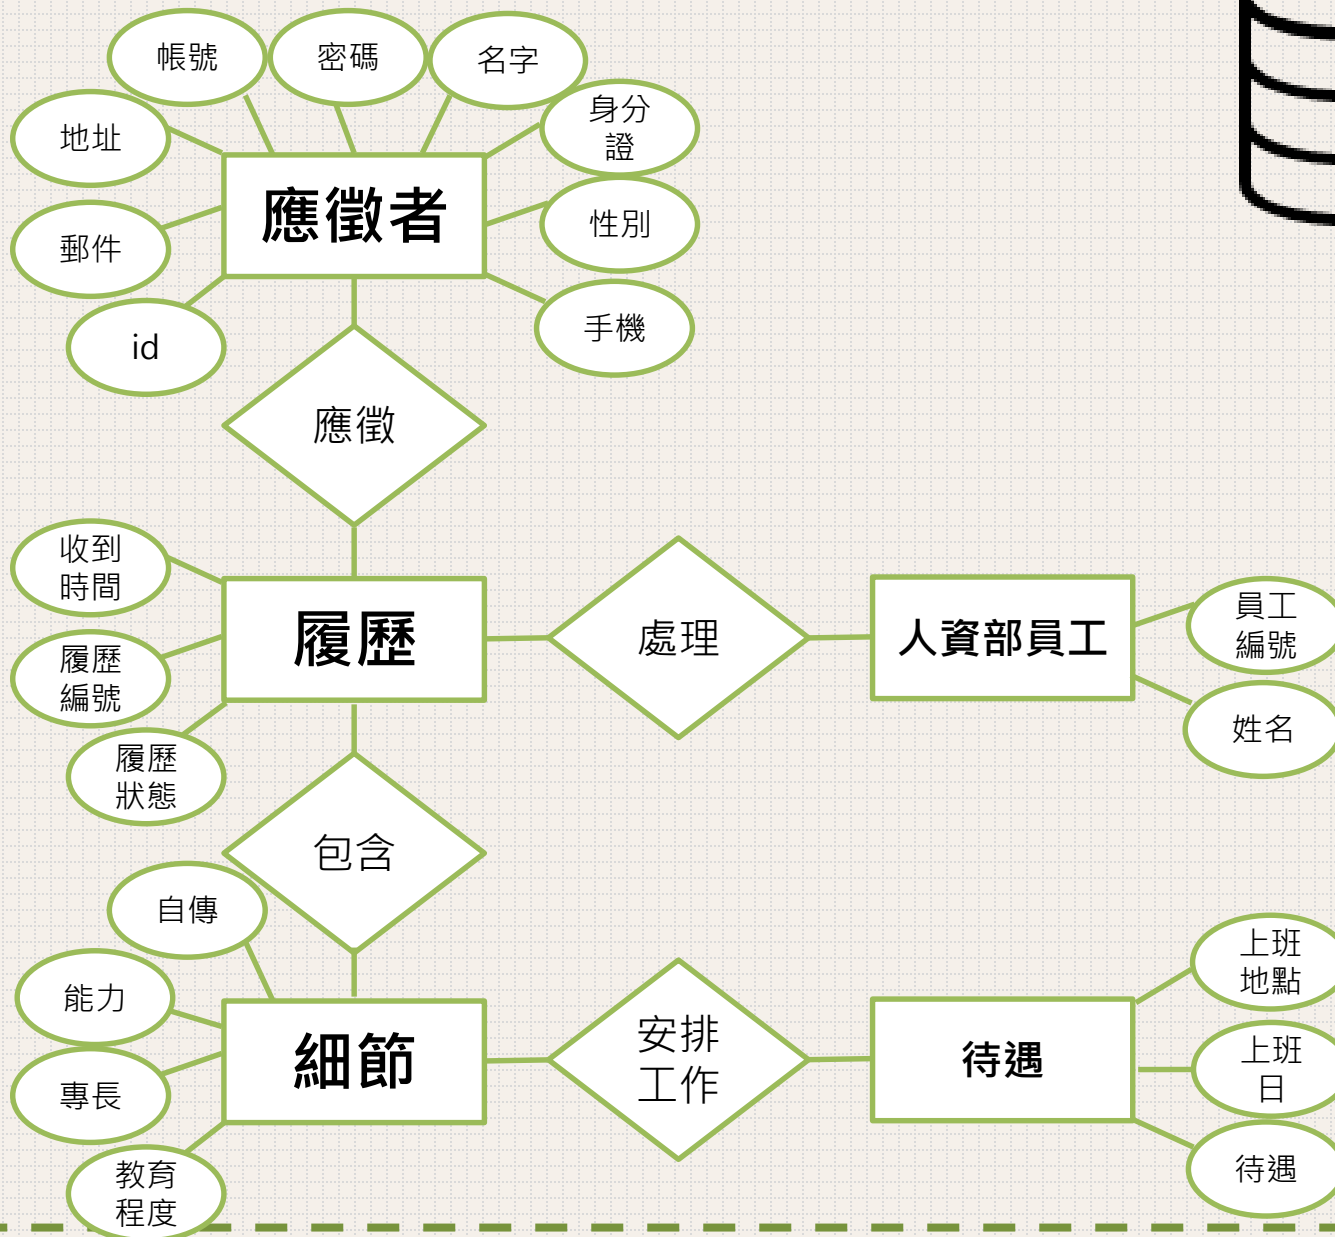 帳號
密碼
名字
身分
證
地址
應徵者
性別
郵件
手機
id
應徵
收到
時間
履歷
處理
人資部員工
員工
編號
履歷
編號
姓名
履歷
狀態
包含
自傳
上班
地點
能力
細節
安排
工作
待遇
上班
日
專長
教育
程度
待遇